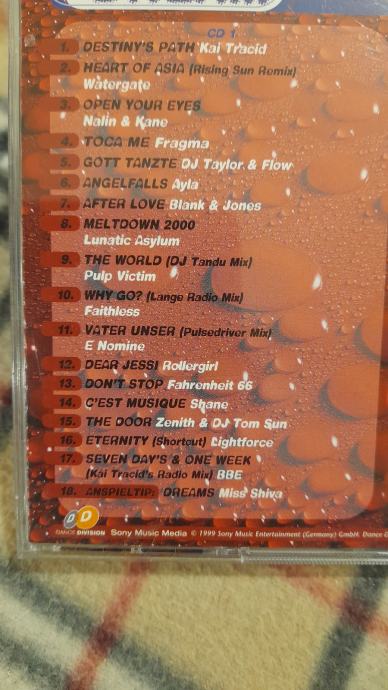 CD 1
1. DESTINY'S PATH Kai Tracid
2. HEART OF ASIA (Rising Sun Remix)
Watergate
3. OPEN YOUR EYES
Nalin & Kane
4. TOCA ME Fragma
5. GOTT TANZTE DJ Taylor & Flow
6. ANGELFALLS Ayla
7. AFTER LOVE Blank & Jones
8. MELTDOWN 2000
Lunatic Asylum
9. THE WORLD (DJ Tandu Mix)
Pulp Victim
10. WHY GO? (Lange Radio Mix)
Faithless
11. VATER UNSER (Pulsedriver Mix)
E Nomine
12. DEAR JESSI Rollergirl
13. DON'T STOP Fahrenheit 66
14. C'EST MUSIQUE Shane
15. THE DOOR Zenith & DJ Tom Sun
16. ETERNITY (Shortcut) Lightforce
17. SEVEN DAY'S & ONE WEEK
(Kai Tracid's Radio Mix) BBE
18. ANSPIELTIP: DREAMS Miss Shiva
D D
DANCE DIVISION Sony Music Media © 1999 Sony Music Entertainment (Germany) GmbH. Dance